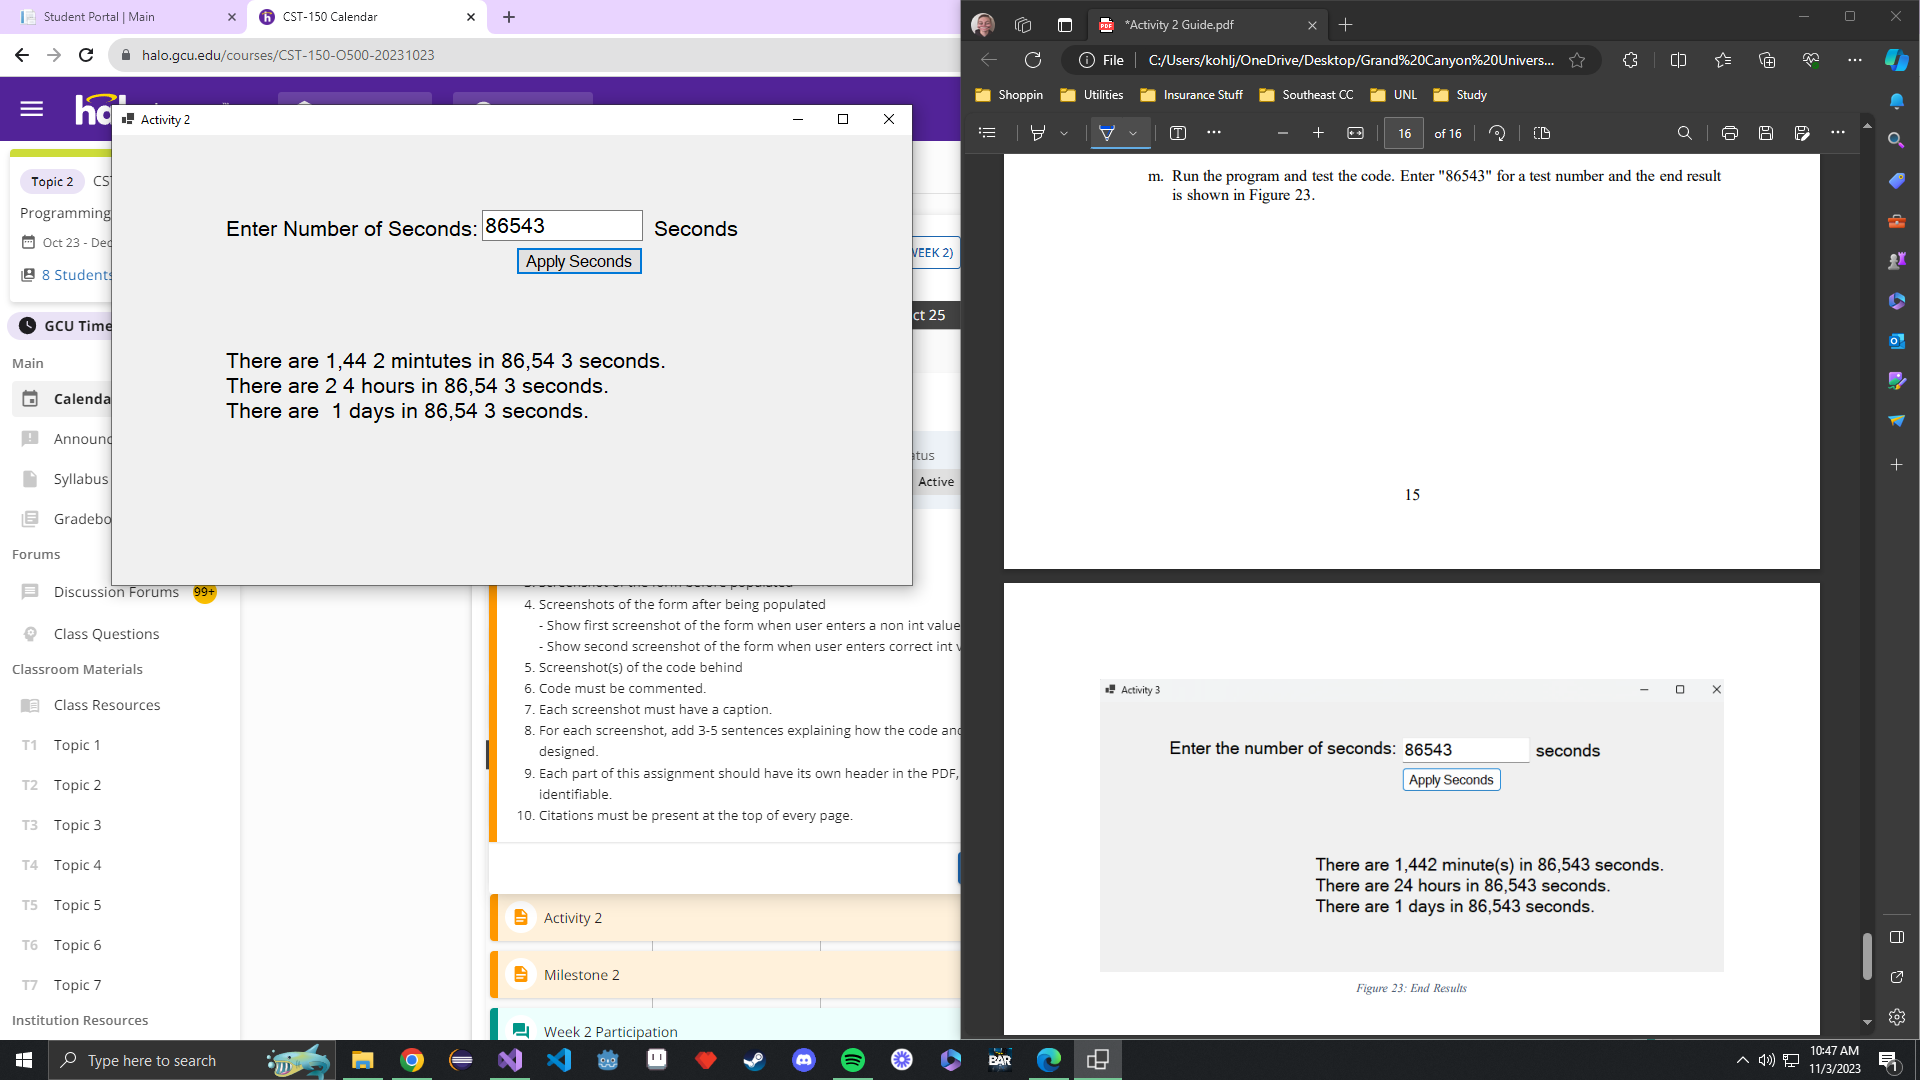 Student Portal | Main
CST-150 Calendar
halo.gcu.edu/courses/CST-150-O500-20231023
Topic 2
Programming
Oct 23 - Dec
8 Students
GCU Time
Main
Calenda
Announc
Syllabus
Gradebo
Forums
Discussion Forums 99+
Class Questions
Classroom Materials
Class Resources
T1 Topic 1
T2 Topic 2
T3 Topic 3
T4 Topic 4
T5 Topic 5
T6 Topic 6
T7 Topic 7
Institution Resources
Activity 2
Enter Number of Seconds: 86543 Seconds
Apply Seconds
There are 1,44 2 mintutes in 86,54 3 seconds.
There are 2 4 hours in 86,54 3 seconds.
There are  1 days in 86,54 3 seconds.
WEEK 2)
ct 25
atus
Active
4. Screenshots of the form after being populated
- Show first screenshot of the form when user enters a non int value
- Show second screenshot of the form when user enters correct int v
5. Screenshot(s) of the code behind
6. Code must be commented.
7. Each screenshot must have a caption.
8. For each screenshot, add 3-5 sentences explaining how the code and
designed.
9. Each part of this assignment should have its own header in the PDF,
identifiable.
10. Citations must be present at the top of every page.
Activity 2
Milestone 2
Week 2 Participation
*Activity 2 Guide.pdf
File C:/Users/kohlj/OneDrive/Desktop/Grand%20Canyon%20Univers...
Shoppin Utilities Insurance Stuff Southeast CC UNL Study
16 of 16
m. Run the program and test the code. Enter "86543" for a test number and the end result
is shown in Figure 23.
15
Activity 3
Enter the number of seconds: 86543 seconds
Apply Seconds
There are 1,442 minute(s) in 86,543 seconds.
There are 24 hours in 86,543 seconds.
There are 1 days in 86,543 seconds.
Figure 23: End Results
Type here to search
BAR
10:47 AM
11/3/2023
1